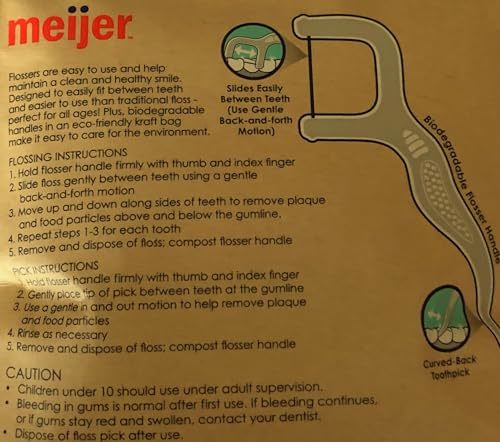 meijer
Flossers are easy to use and help
maintain a clean and healthy smile.
Designed to easily fit between teeth
and easier to use than traditional floss -
perfect for all ages! Plus, biodegradable
handles in an eco-friendly kraft bag
make it easy to care for the environment.
Slides Easily
Between Teeth
(Use Gentle
Back-and-forth
Motion)
Biodegradable Flosser Handle
FLOSSING INSTRUCTIONS
1. Hold flosser handle firmly with thumb and index finger
2. Slide floss gently between teeth using a gentle
back-and-forth motion
3. Move up and down along sides of teeth to remove plaque
and food particles above and below the gumline.
4. Repeat steps 1-3 for each tooth
5. Remove and dispose of floss; compost flosser handle
PICK INSTRUCTIONS
1. Hold flosser handle firmly with thumb and index finger
2. Gently place tip of pick between teeth at the gumline
3. Use a gentle in and out motion to help remove plaque
and food particles
4. Rinse as necessary
5. Remove and dispose of floss; compost flosser handle
Curved-Back
Toothpick
CAUTION
• Children under 10 should use under adult supervision.
• Bleeding in gums is normal after first use. If bleeding continues,
or if gums stay red and swollen, contact your dentist.
• Dispose of floss pick after use.